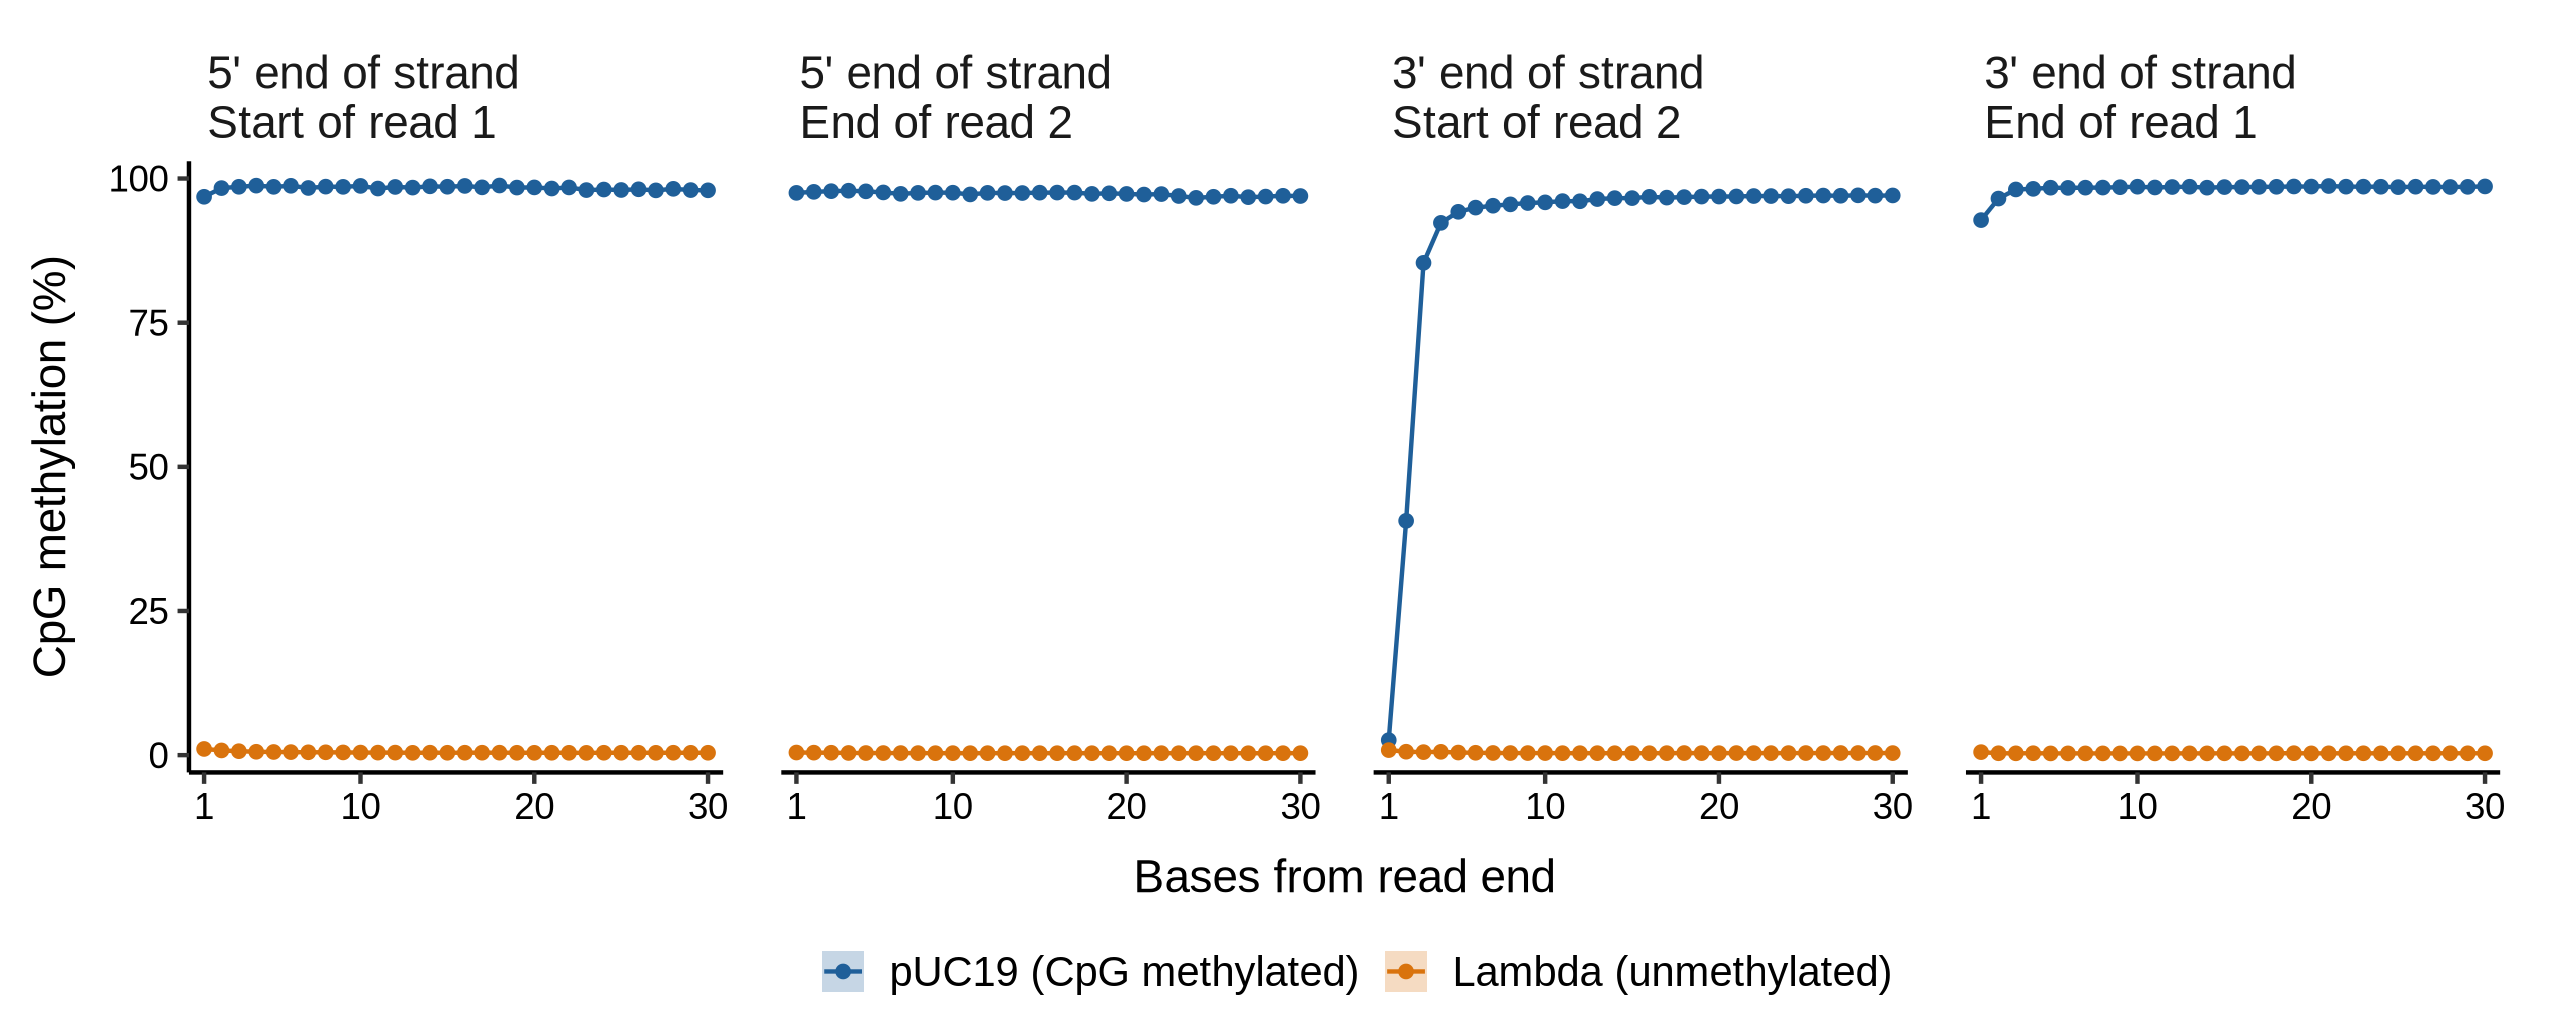 5' end of strand
Start of read 1
5' end of strand
End of read 2
3' end of strand
Start of read 2
3' end of strand
End of read 1
CpG methylation (%)
100
75
50
25
0
1 10 20 30
1 10 20 30
1 10 20 30
1 10 20 30
Bases from read end
pUC19 (CpG methylated) Lambda (unmethylated)